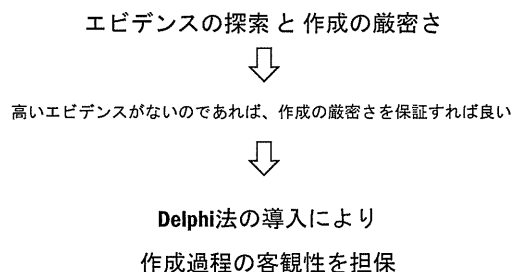 エビデンスの探索 と 作成の厳密さ
高いエビデンスがないのであれば、作成の厳密さを保証すれば良い
Delphi法の導入により
作成過程の客観性を担保